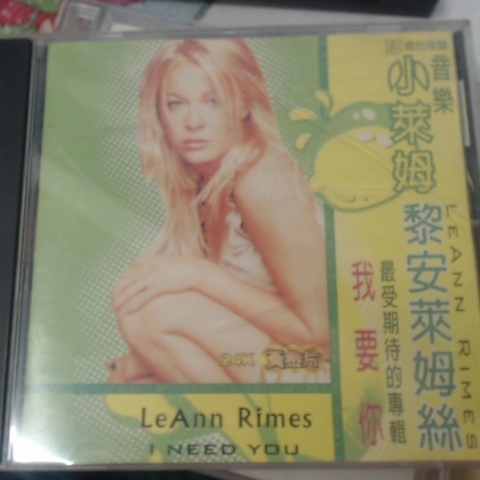 音樂
小萊姆
LEANN RIMES
黎安萊姆絲
最受期待的專輯
我要你
24K 黃金片
LeAnn Rimes
I NEED YOU